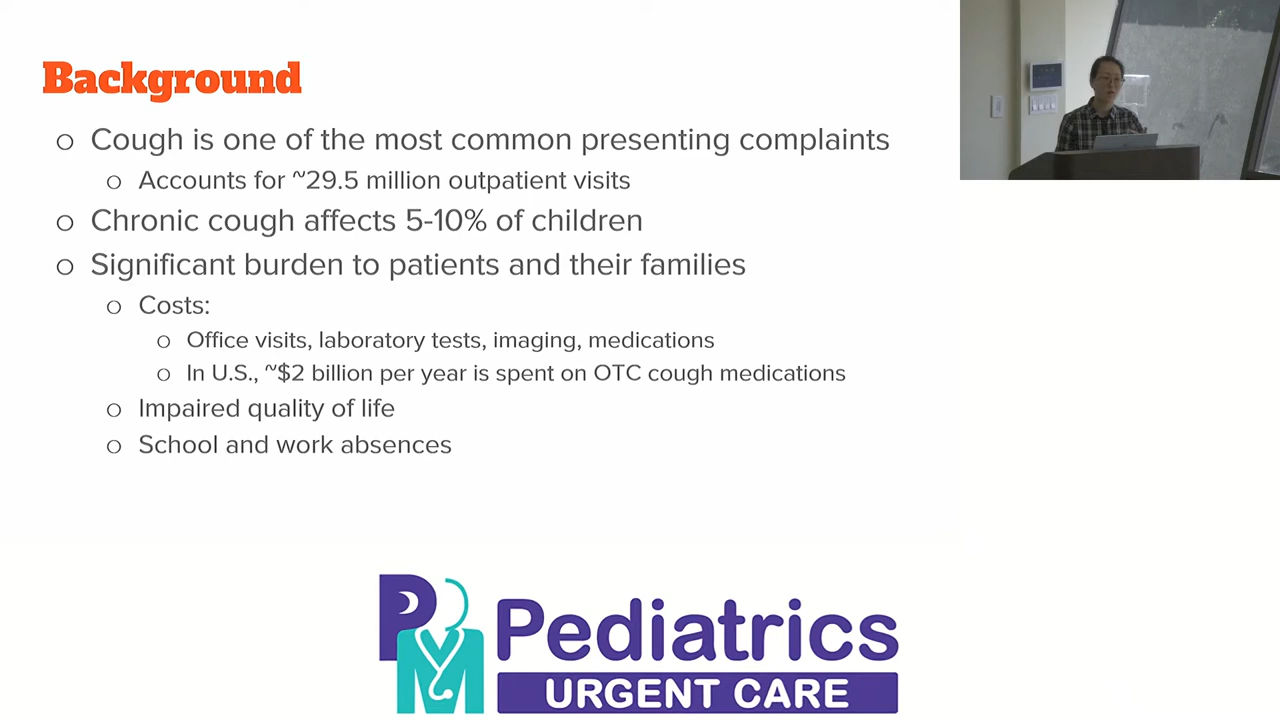 Background
Cough is one of the most common presenting complaints
Accounts for ~29.5 million outpatient visits
Chronic cough affects 5-10% of children
Significant burden to patients and their families
Costs:
Office visits, laboratory tests, imaging, medications
In U.S., ~$2 billion per year is spent on OTC cough medications
Impaired quality of life
School and work absences
PM Pediatrics
URGENT CARE